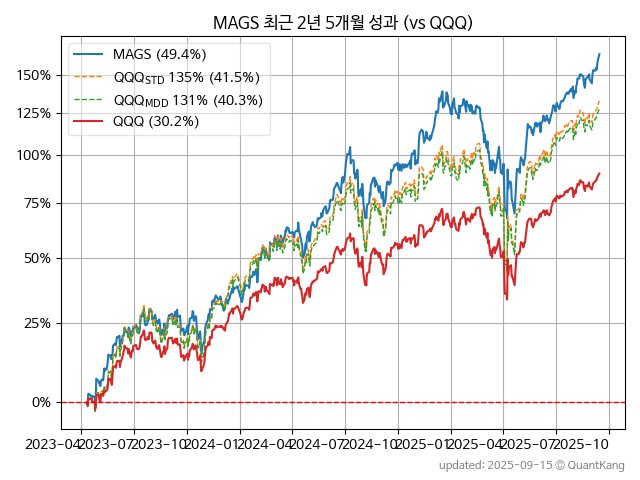 MAGS 최근 2년 5개월 성과 (vs QQQ)
MAGS (49.4%)
QQQSTD 135% (41.5%)
QQQMDD 131% (40.3%)
QQQ (30.2%)
150%
125%
100%
75%
50%
25%
0%
2023-04 2023-07 2023-10 2024-01 2024-04 2024-07 2024-10 2025-01 2025-04 2025-07 2025-10
updated: 2025-09-15 © QuantKang